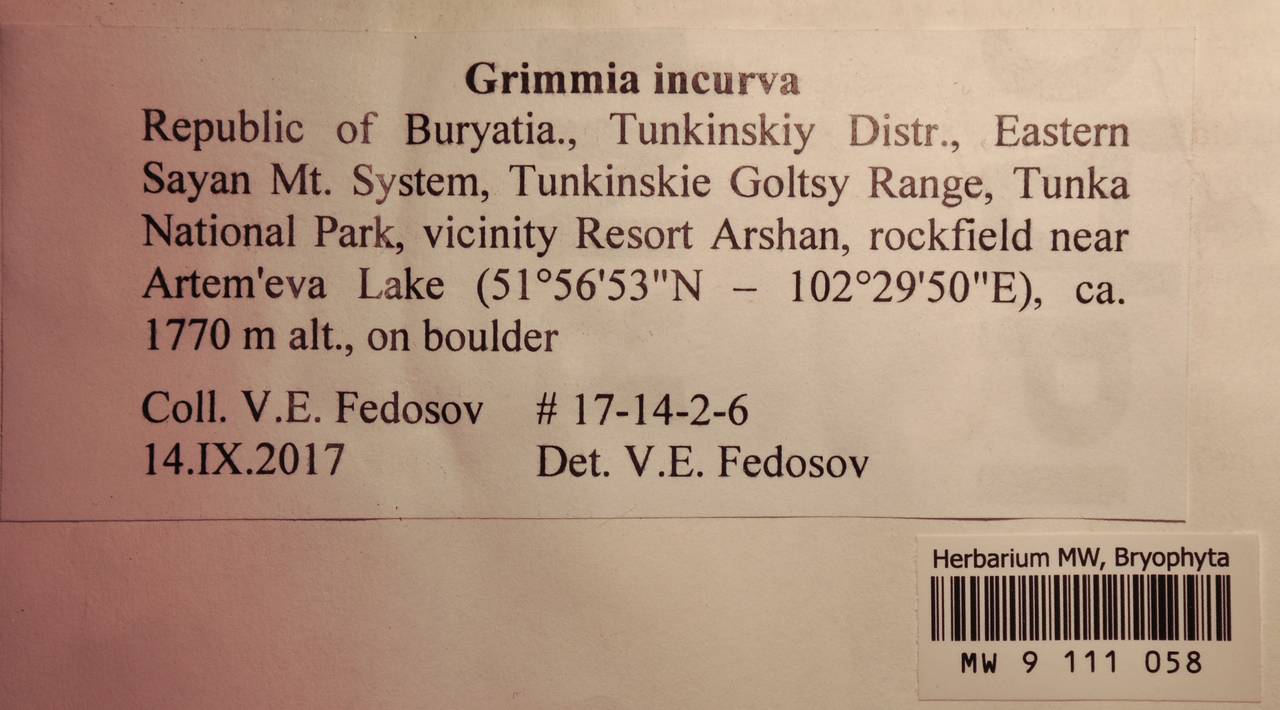 Grimmia incurva
Republic of Buryatia., Tunkinskiy Distr., Eastern
Sayan Mt. System, Tunkinskie Goltsy Range, Tunka
National Park, vicinity Resort Arshan, rockfield near
Artem'eva Lake (51°56'53"N – 102°29'50"E), ca.
1770 m alt., on boulder
Coll. V.E. Fedosov # 17-14-2-6
14.IX.2017 Det. V.E. Fedosov
Herbarium MW, Bryophyta
MW 9 111 058